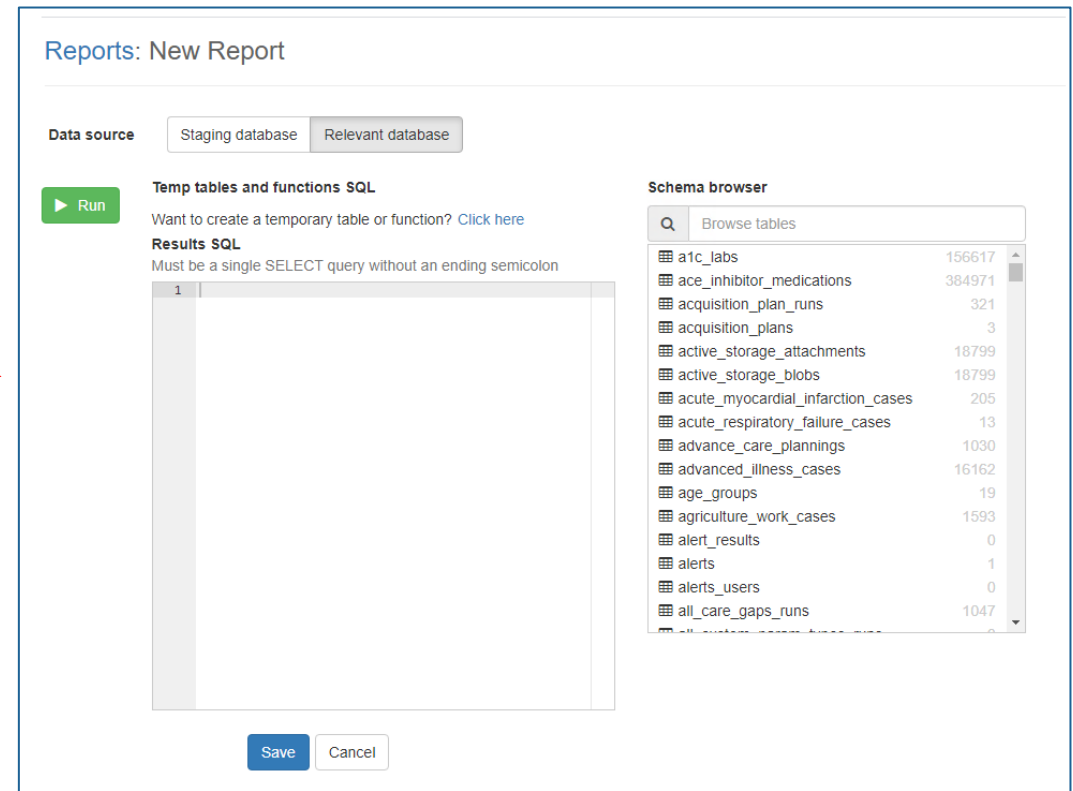 Reports: New Report
Data source Staging database Relevant database
Run
Temp tables and functions SQL
Want to create a temporary table or function? Click here
Results SQL
Must be a single SELECT query without an ending semicolon
1
Schema browser
Browse tables
a1c_labs 156617
ace_inhibitor_medications 384971
acquisition_plan_runs 321
acquisition_plans 3
active_storage_attachments 18799
active_storage_blobs 18799
acute_myocardial_infarction_cases 205
acute_respiratory_failure_cases 13
advance_care_plannings 1030
advanced_illness_cases 16162
age_groups 19
agriculture_work_cases 1593
alert_results 0
alerts 1
alerts_users 0
all_care_gaps_runs 1047
Save Cancel